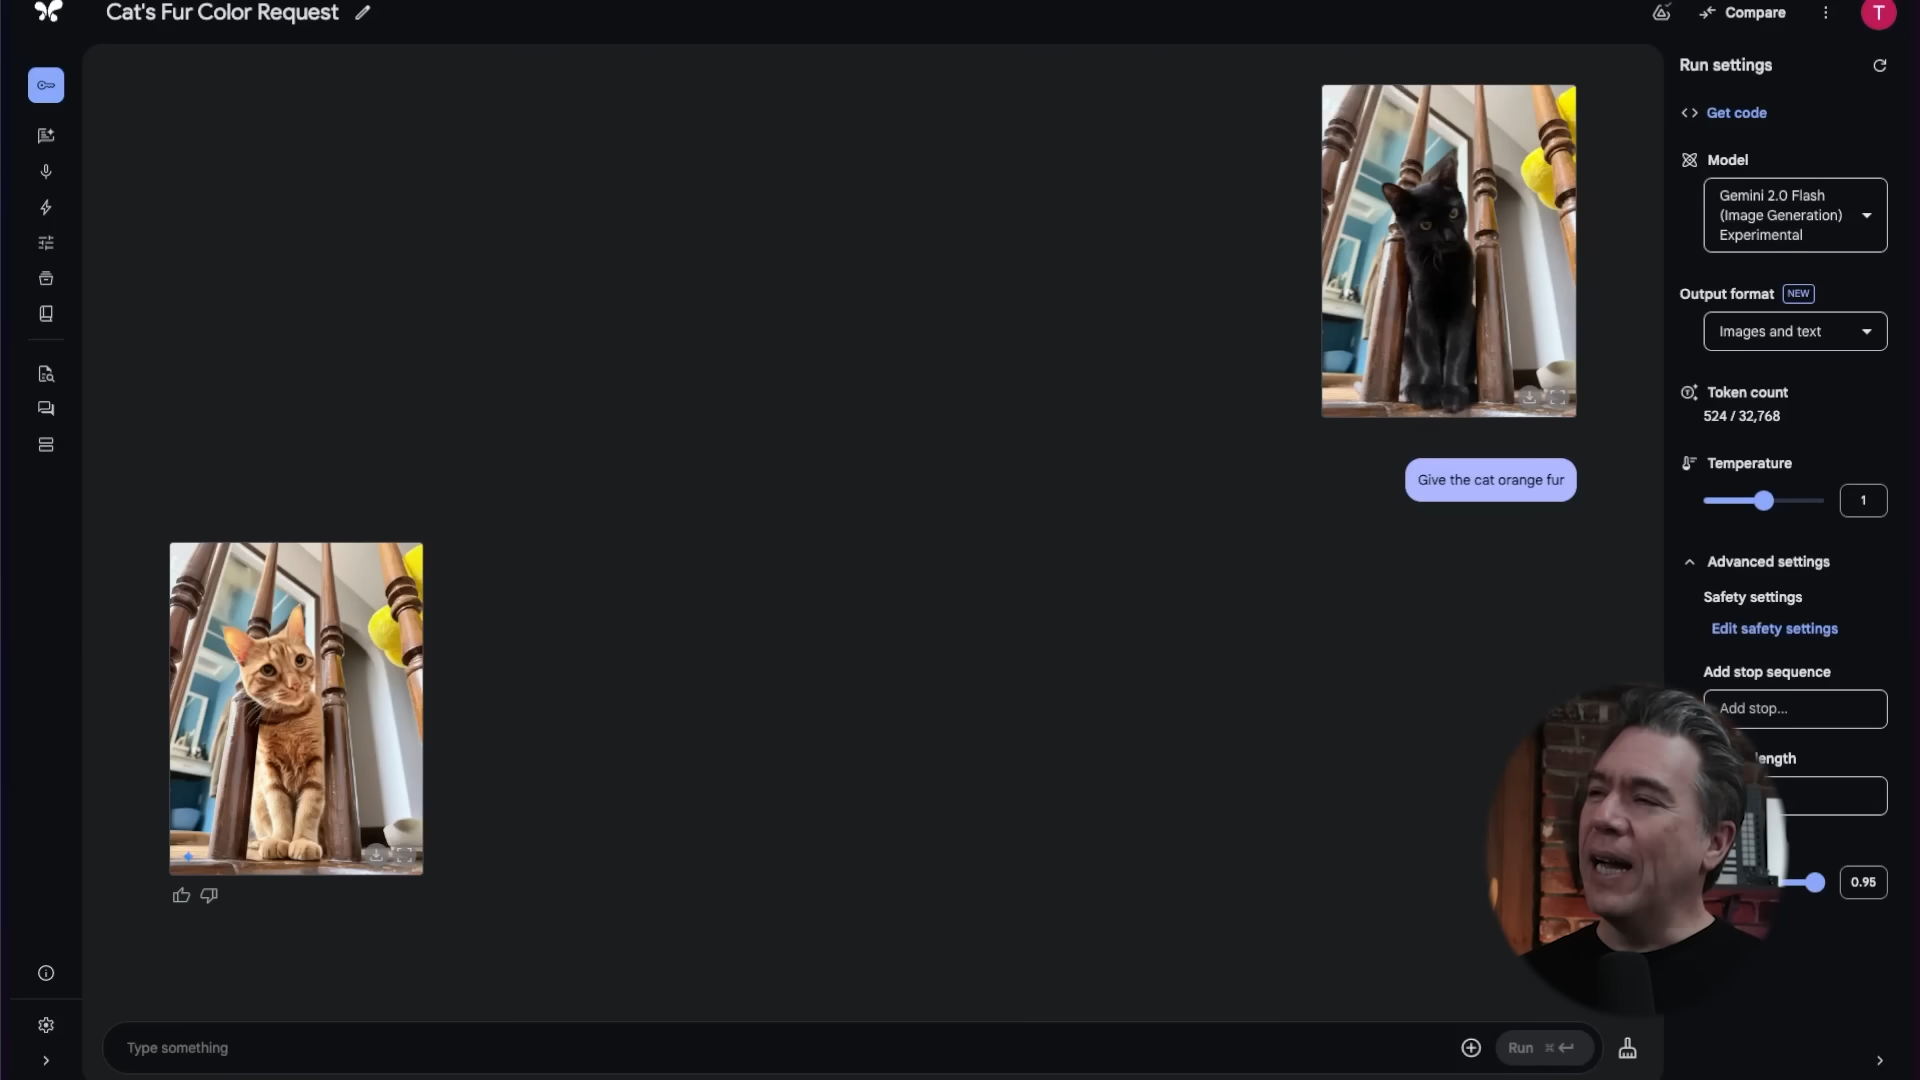 Cat's Fur Color Request
Compare
T
Run settings
Get code
Model
Gemini 2.0 Flash
(Image Generation)
Experimental
Output format NEW
Images and text
Token count
524 / 32,768
Give the cat orange fur
Temperature
1
Advanced settings
Safety settings
Edit safety settings
Add stop sequence
Add stop...
ength
0.95
Type something
Run ⌘